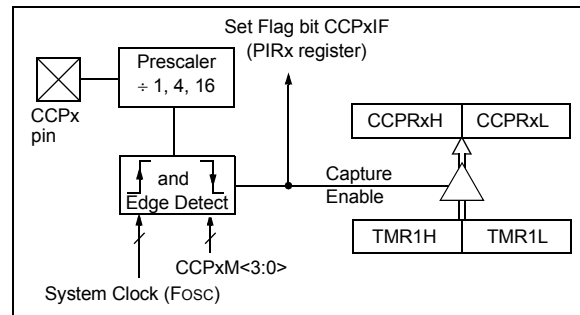 Set Flag bit CCPxIF
(PIRx register)
Prescaler
÷ 1, 4, 16
CCPx
pin
CCPRxH
CCPRxL
and
Edge Detect
Capture
Enable
TMR1H
TMR1L
CCPxM<3:0>
System Clock (FOSC)